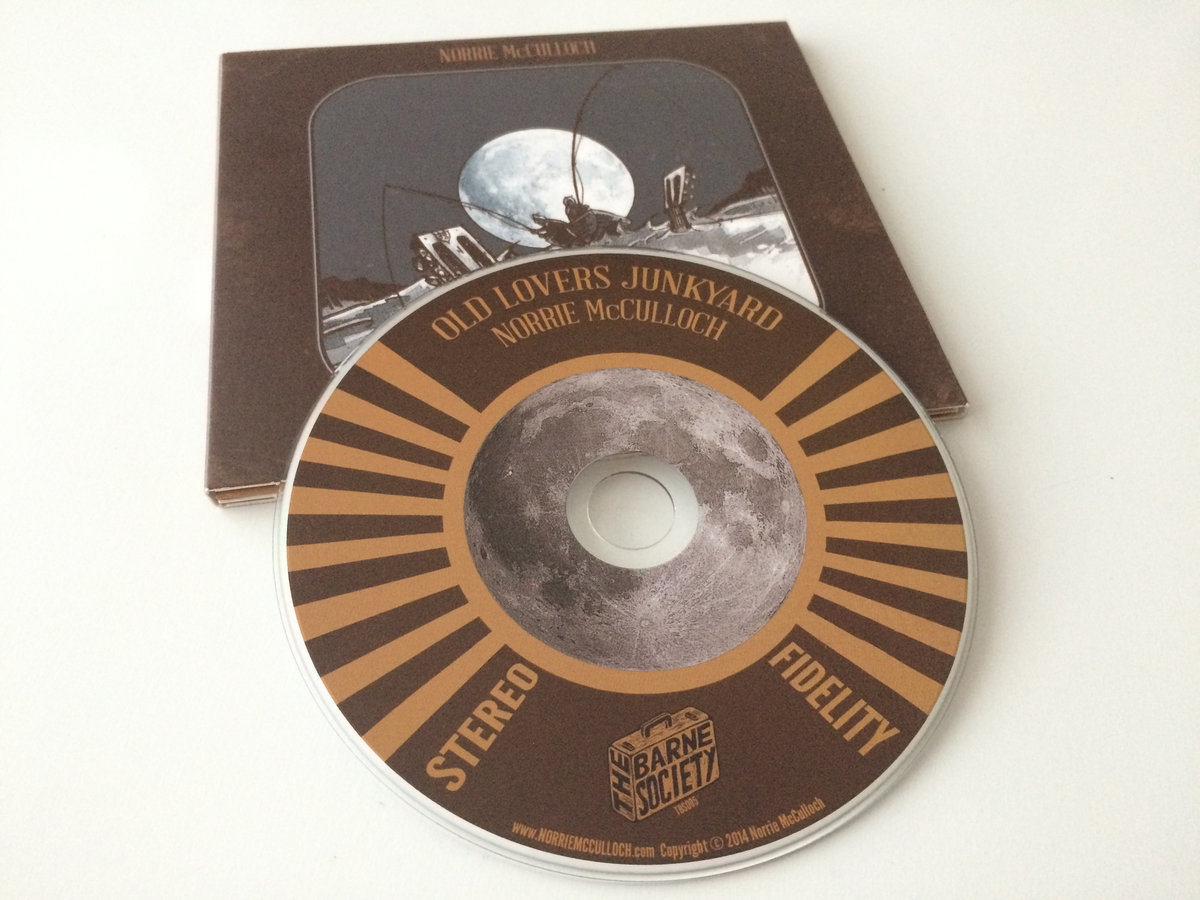 NORRIE McCULLOCH
OLD LOVERS JUNKYARD
NORRIE McCULLOCH
STEREO
FIDELITY
THE
BARNE
SOCIETY
TBS005
www.NORRIEMCCULLOCH.com Copyright © 2014 Norrie McCulloch